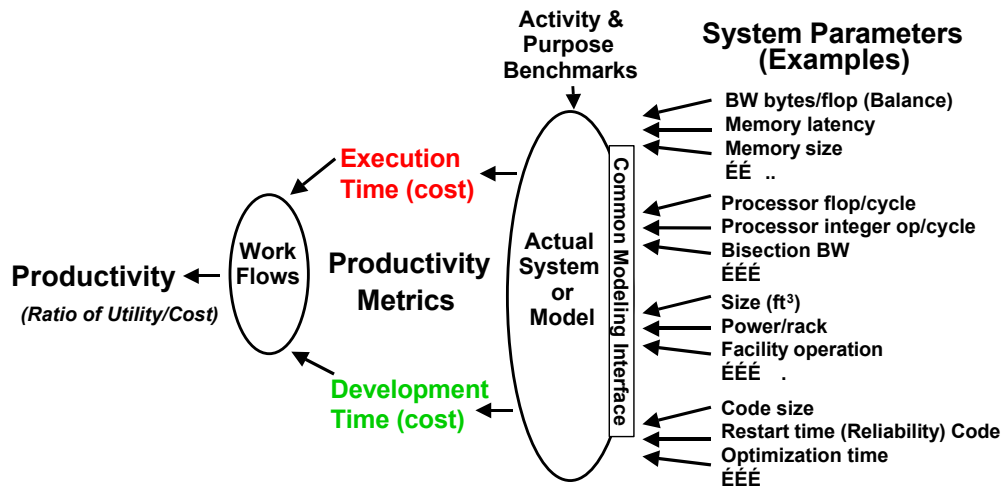 Activity &
Purpose
Benchmarks
System Parameters
(Examples)
BW bytes/flop (Balance)
Memory latency
Memory size
ÉÉ ..
Processor flop/cycle
Processor integer op/cycle
Bisection BW
ÉÉÉ
Size (ft³)
Power/rack
Facility operation
ÉÉÉ .
Code size
Restart time (Reliability) Code
Optimization time
ÉÉÉ
Common Modeling Interface
Actual
System
or
Model
Execution
Time (cost)
Productivity
Metrics
Development
Time (cost)
Work
Flows
Productivity
(Ratio of Utility/Cost)